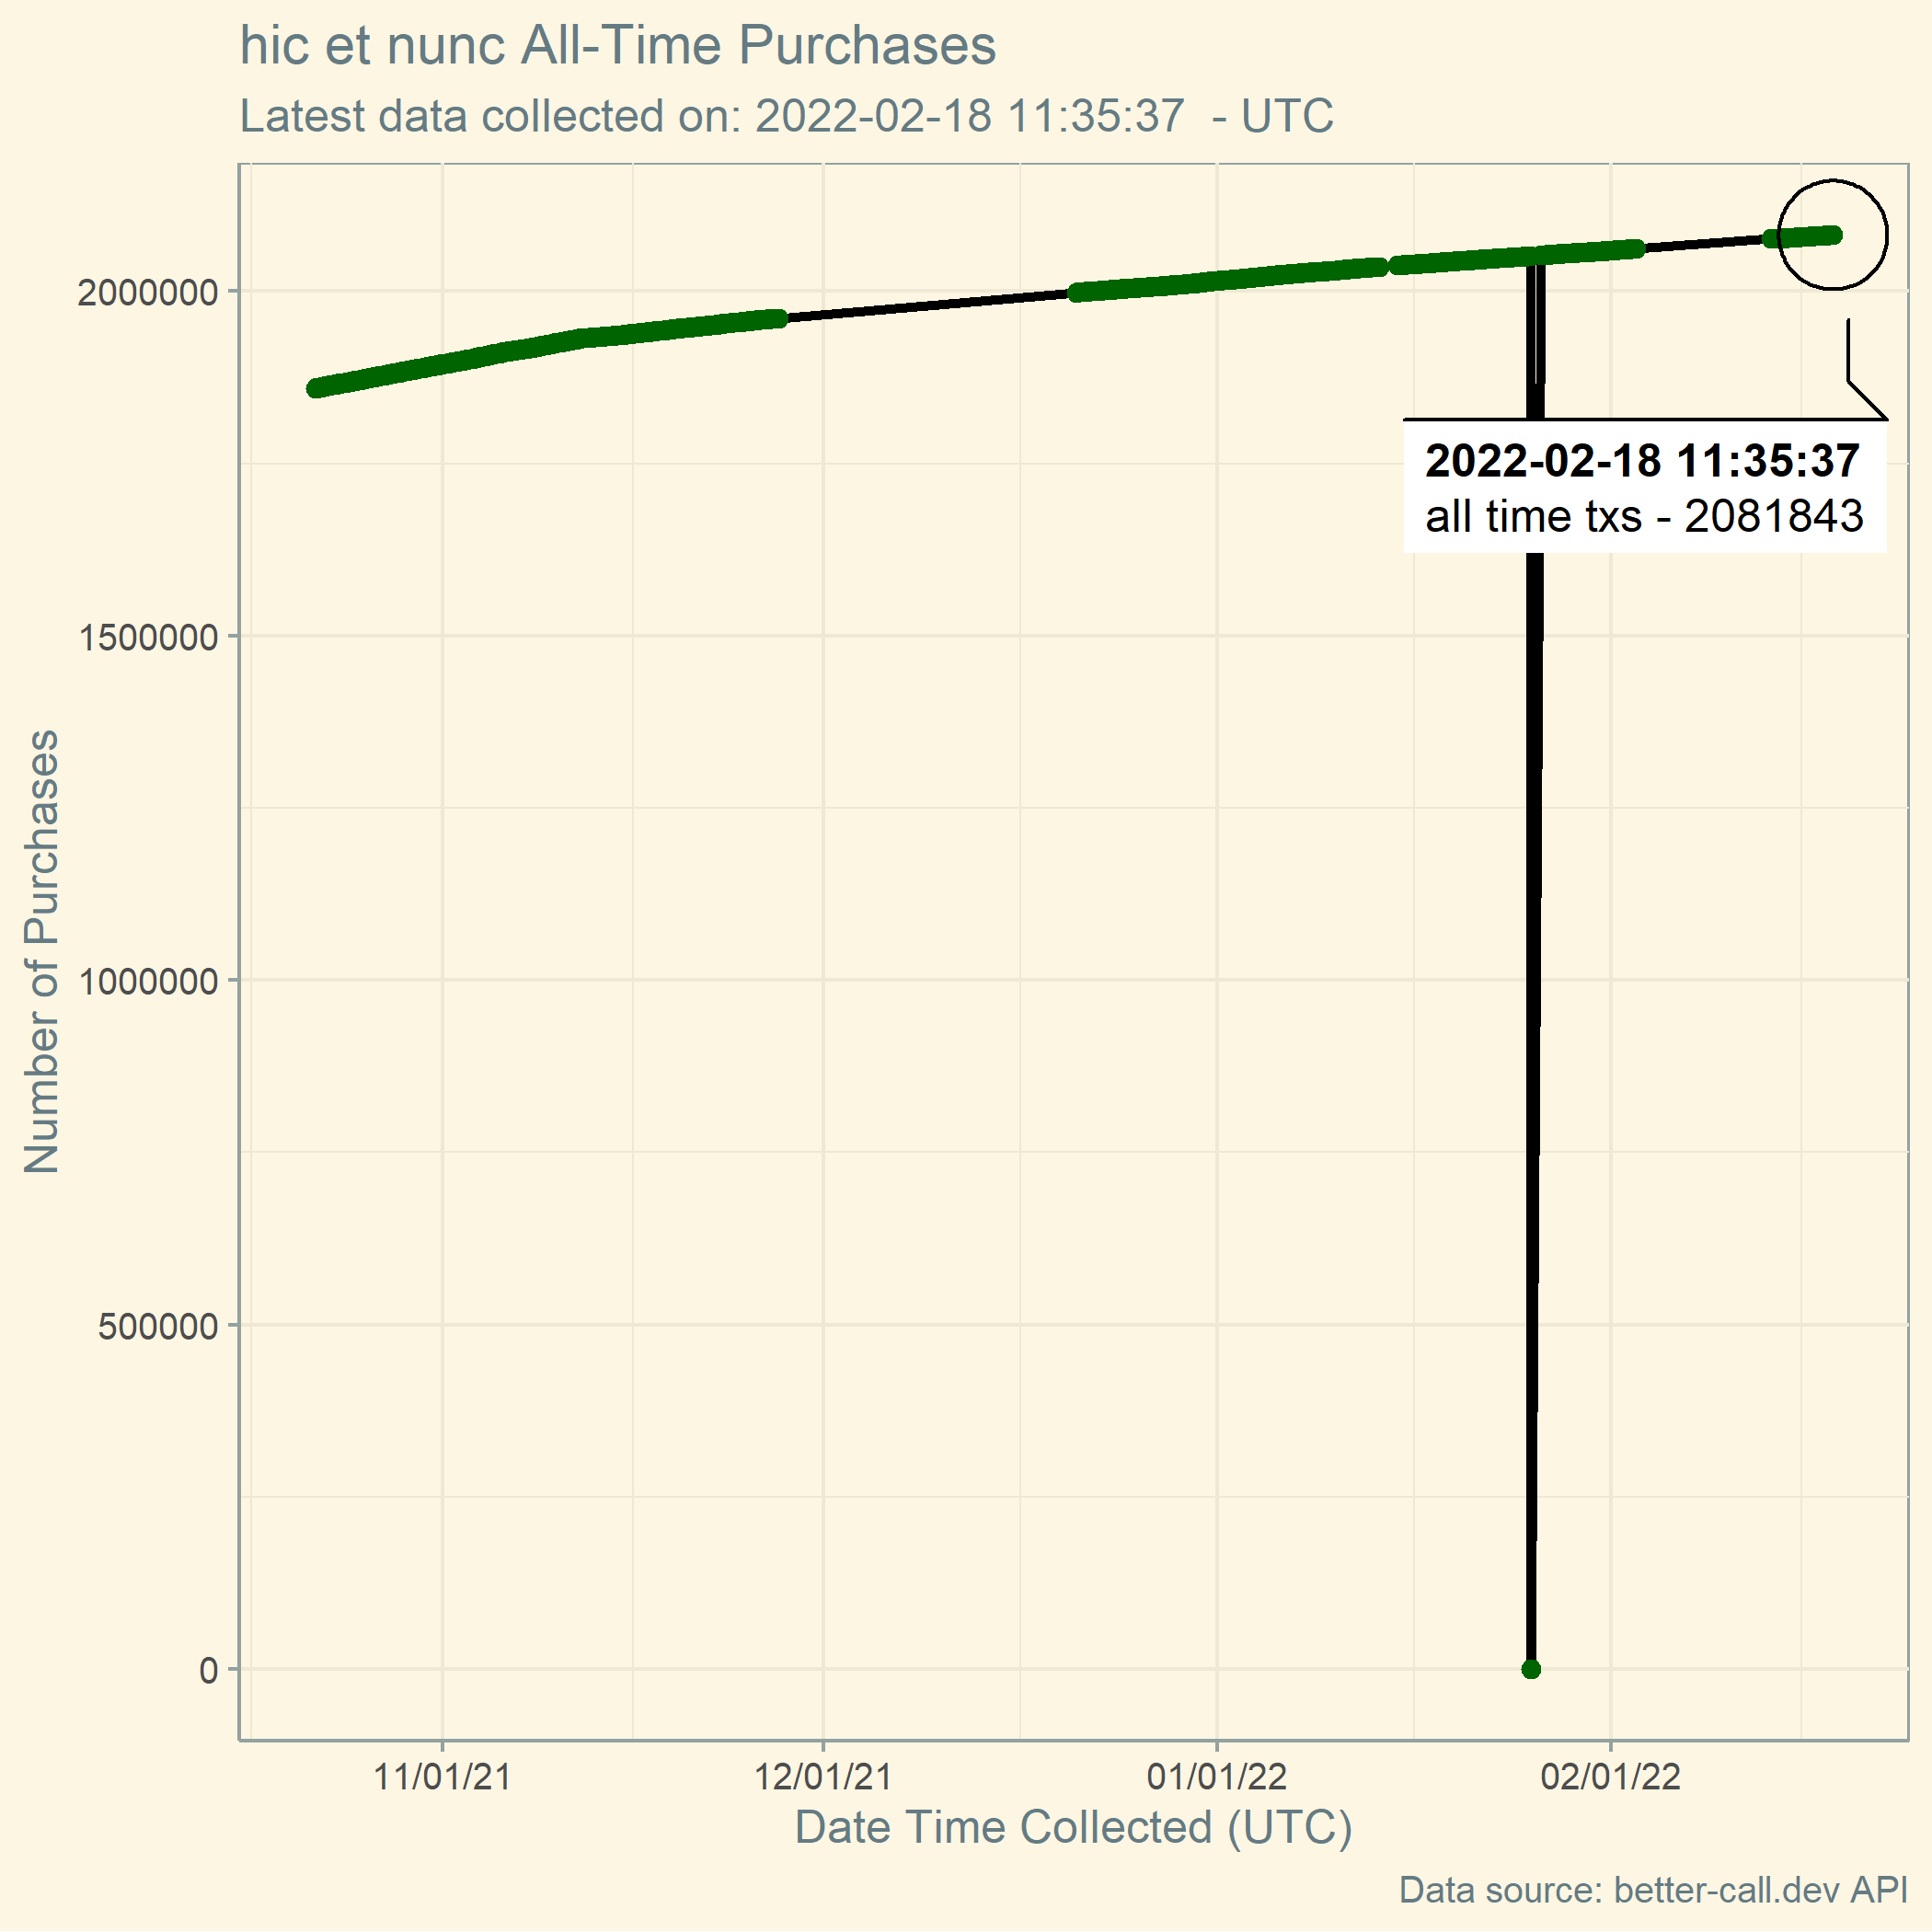 hic et nunc All-Time Purchases
Latest data collected on: 2022-02-18 11:35:37  - UTC
2000000
1500000
1000000
500000
0
Number of Purchases
2022-02-18 11:35:37
all time txs - 2081843
11/01/21
12/01/21
01/01/22
02/01/22
Date Time Collected (UTC)
Data source: better-call.dev API